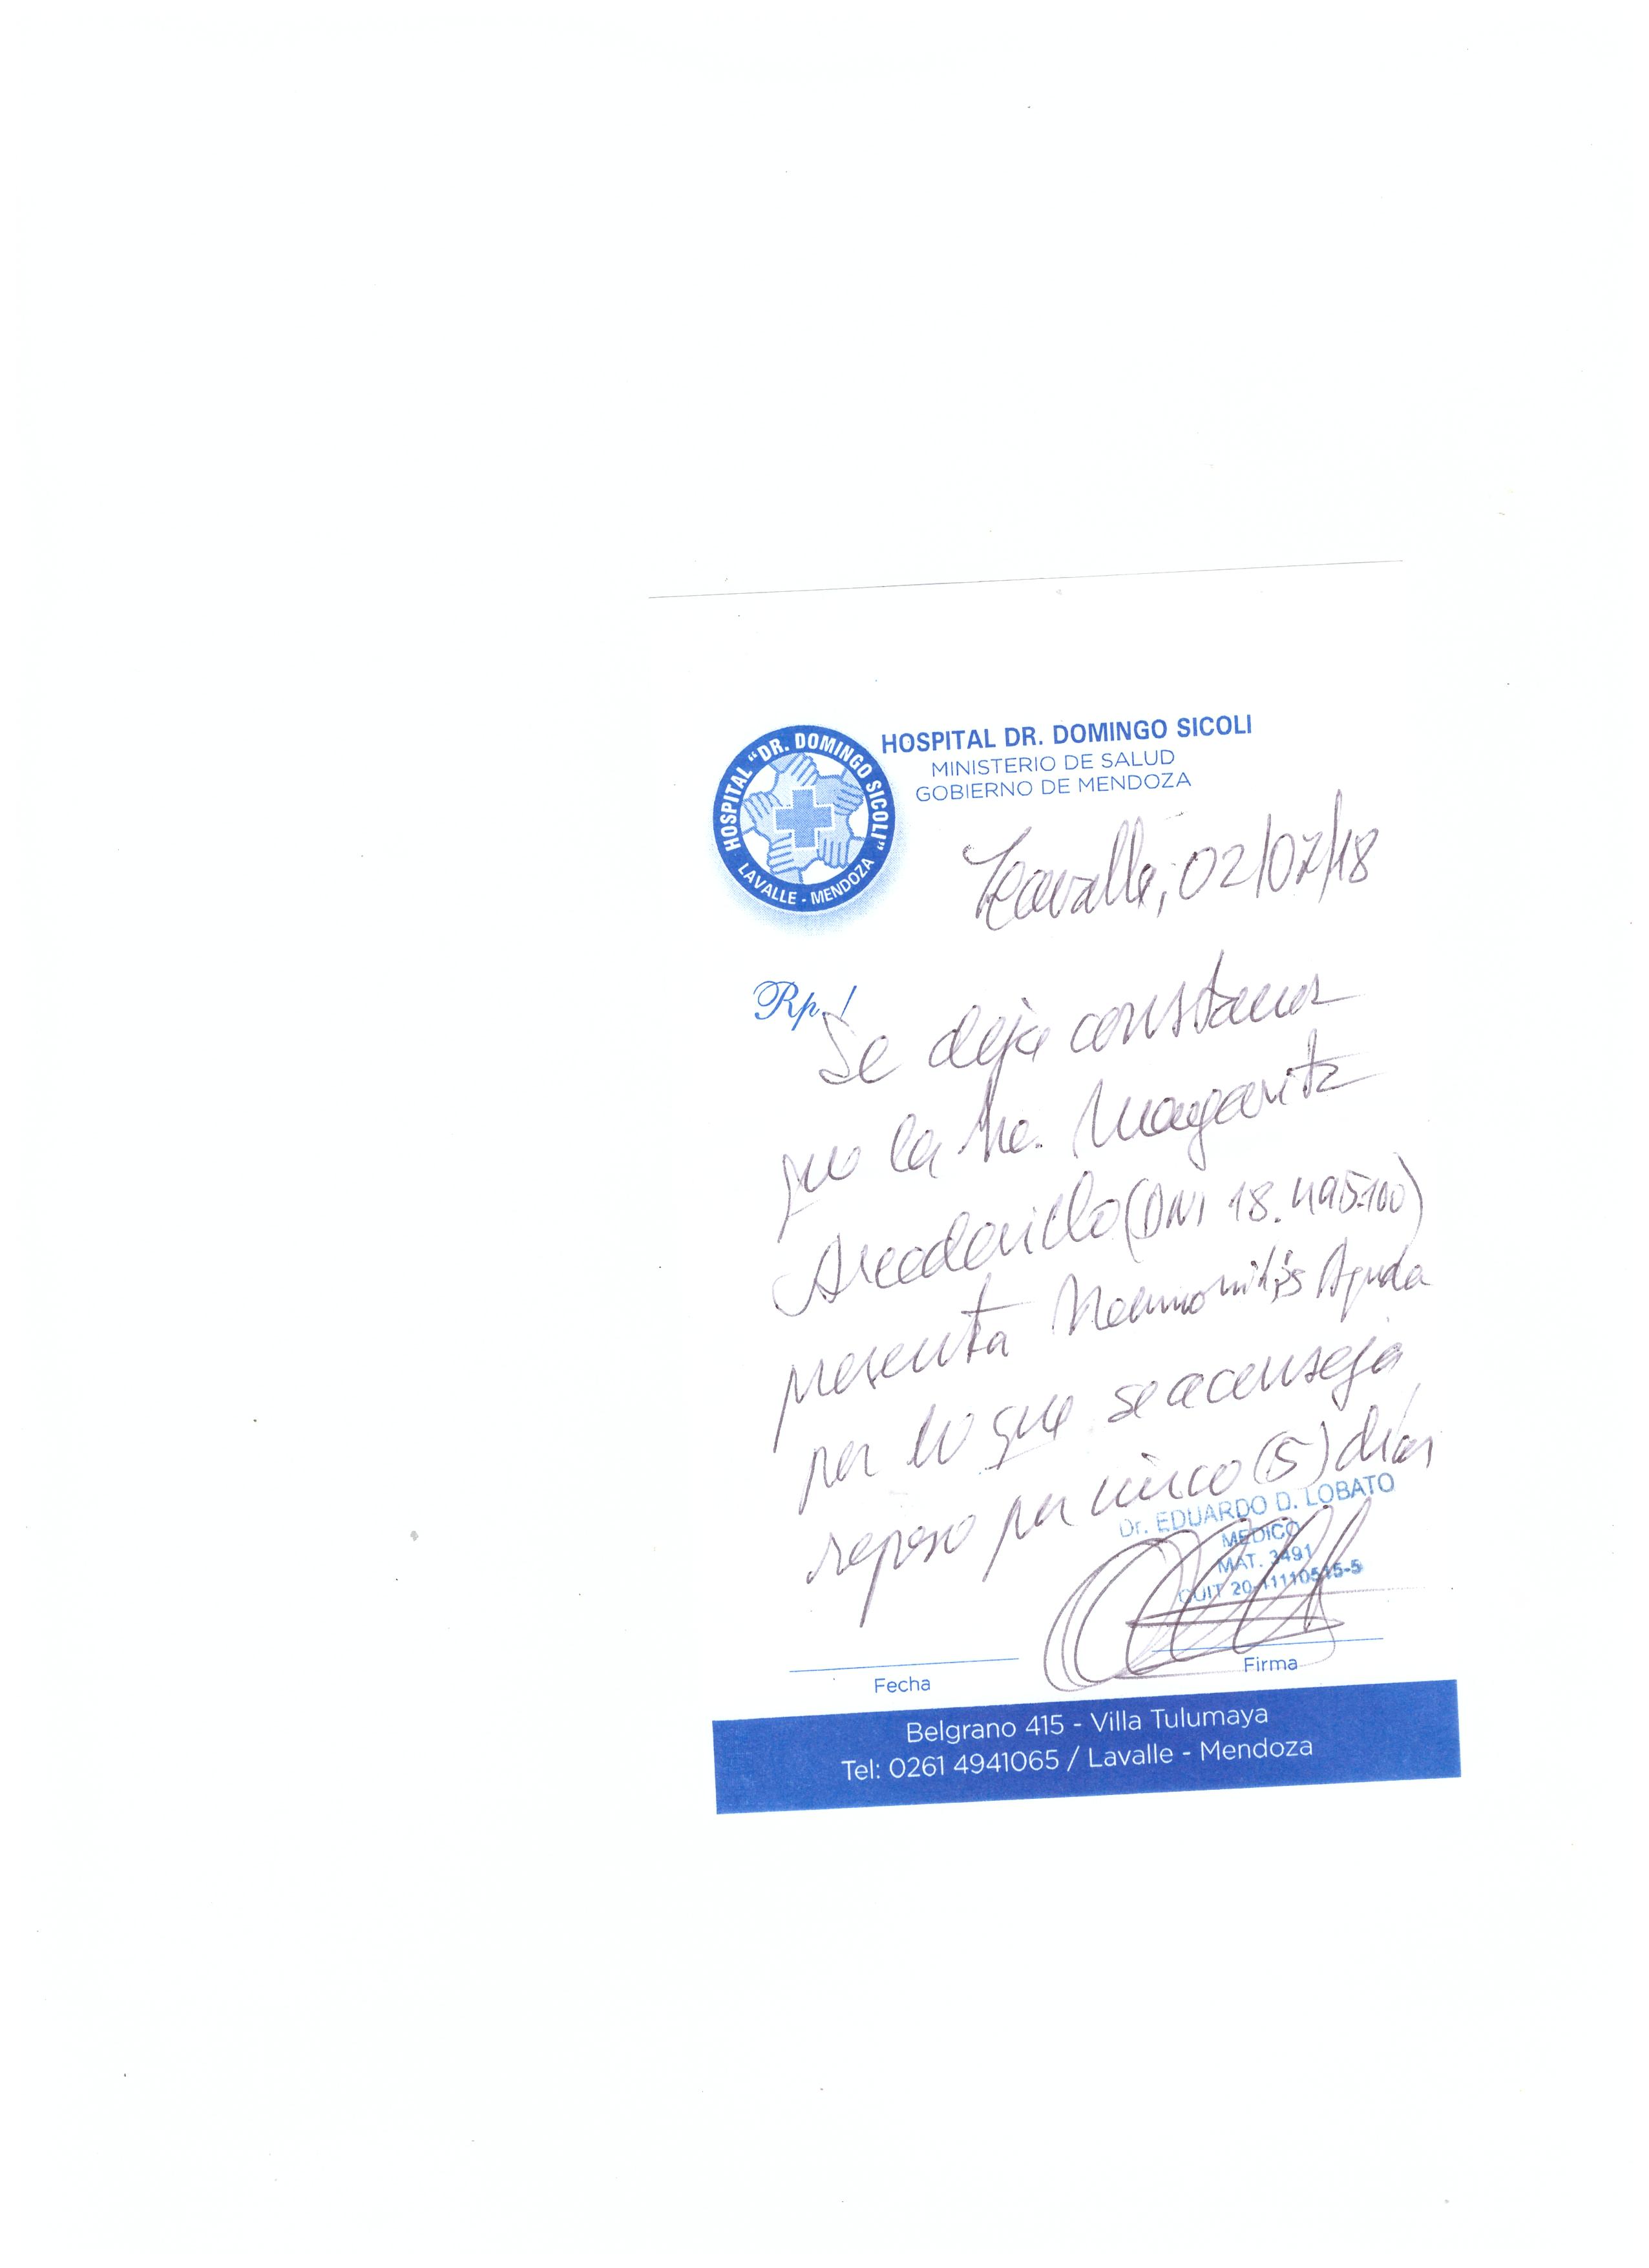 HOSPITAL "DR. DOMINGO SICOLI"
LAVALLE - MENDOZA
HOSPITAL DR. DOMINGO SICOLI
MINISTERIO DE SALUD
GOBIERNO DE MENDOZA
Lavalle, 02/07/18
Rp/
Se deja constancia
que la Sra. Margarita
(DNI 18.495.100)
presenta Neumonitis Aguda
por lo que se aconseja
reposo por cinco (5) días
Dr. EDUARDO D. LOBATO
MEDICO
MAT. 3491
CUIT 20-11110515-5
Fecha
Firma
Belgrano 415 - Villa Tulumaya
Tel: 0261 4941065 / Lavalle - Mendoza